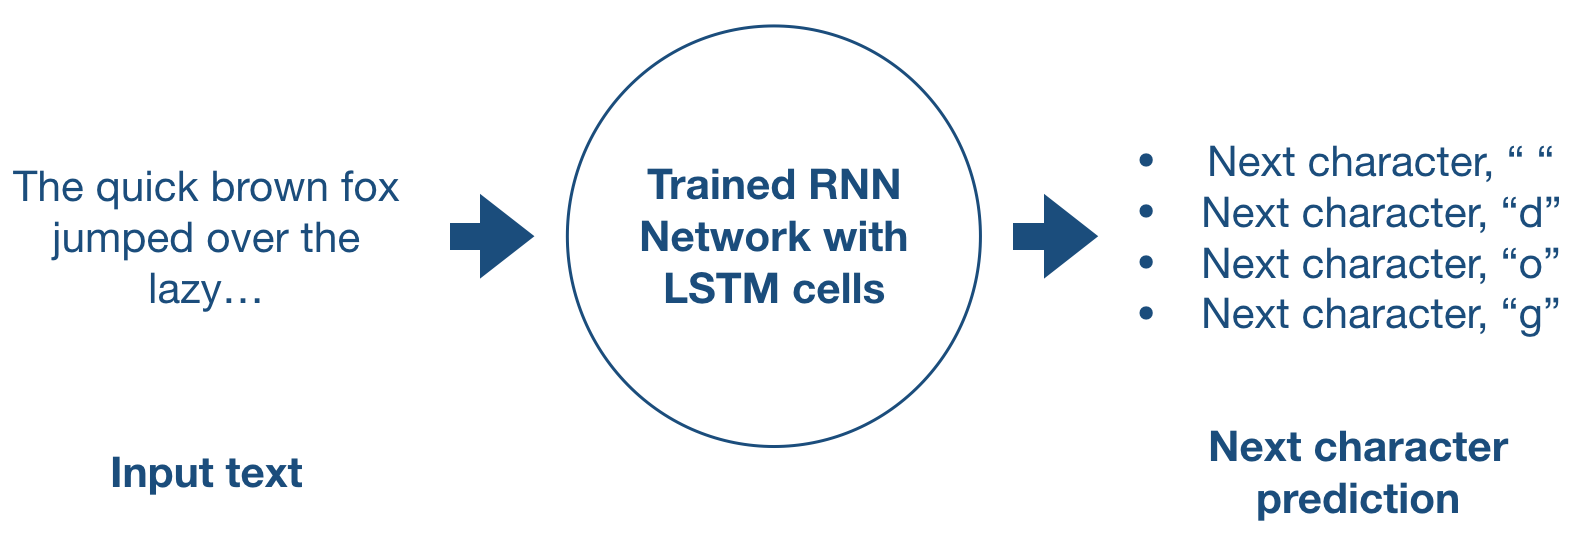 The quick brown fox
jumped over the
lazy…
Input text
Trained RNN
Network with
LSTM cells
• Next character, “ “
• Next character, “d”
• Next character, “o”
• Next character, “g”
Next character
prediction